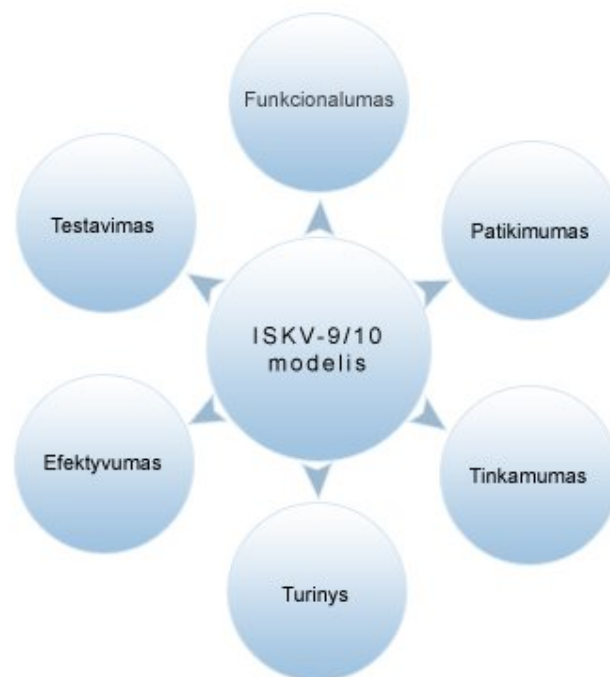 Funkcionalumas
Testavimas
Patikimumas
ISKV-9/10
modelis
Efektyvumas
Tinkamumas
Turinys